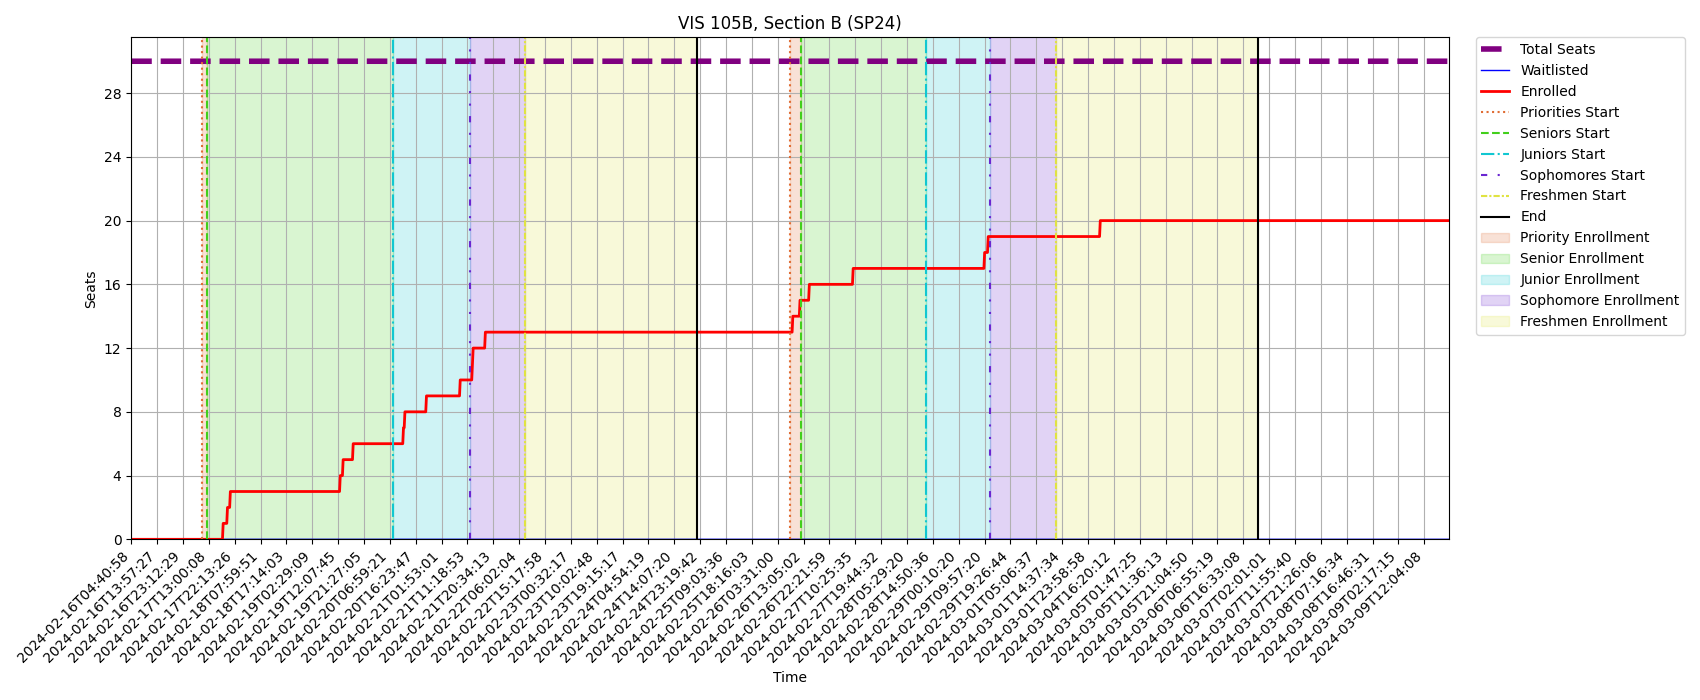 VIS 105B, Section B (SP24)
Total Seats
Waitlisted
Enrolled
Priorities Start
Seniors Start
Juniors Start
Sophomores Start
Freshmen Start
End
Priority Enrollment
Senior Enrollment
Junior Enrollment
Sophomore Enrollment
Freshmen Enrollment
Seats
28
24
20
16
12
8
4
0
2024-02-16T04:40:58
2024-02-16T13:57:27
2024-02-16T23:12:29
2024-02-17T13:00:08
2024-02-17T22:13:26
2024-02-18T07:59:51
2024-02-18T17:14:03
2024-02-19T02:29:09
2024-02-19T12:07:45
2024-02-19T21:27:05
2024-02-20T06:59:21
2024-02-20T16:23:47
2024-02-21T01:53:01
2024-02-21T11:18:53
2024-02-21T20:34:13
2024-02-22T06:02:04
2024-02-22T15:17:58
2024-02-23T00:32:17
2024-02-23T10:02:48
2024-02-23T19:15:17
2024-02-24T04:54:19
2024-02-24T14:07:20
2024-02-24T23:19:42
2024-02-25T09:03:36
2024-02-25T18:16:03
2024-02-26T03:31:00
2024-02-26T13:05:02
2024-02-26T22:21:59
2024-02-27T10:25:35
2024-02-27T19:44:32
2024-02-28T05:29:20
2024-02-28T14:50:36
2024-02-29T00:10:20
2024-02-29T09:57:20
2024-02-29T19:26:44
2024-03-01T05:06:37
2024-03-01T14:37:34
2024-03-01T23:58:58
2024-03-04T16:20:12
2024-03-05T01:47:25
2024-03-05T11:36:13
2024-03-05T21:04:50
2024-03-06T06:55:19
2024-03-06T16:33:08
2024-03-07T02:01:01
2024-03-07T11:55:40
2024-03-07T21:26:06
2024-03-08T07:16:34
2024-03-08T16:46:31
2024-03-09T02:17:15
2024-03-09T12:04:08
Time